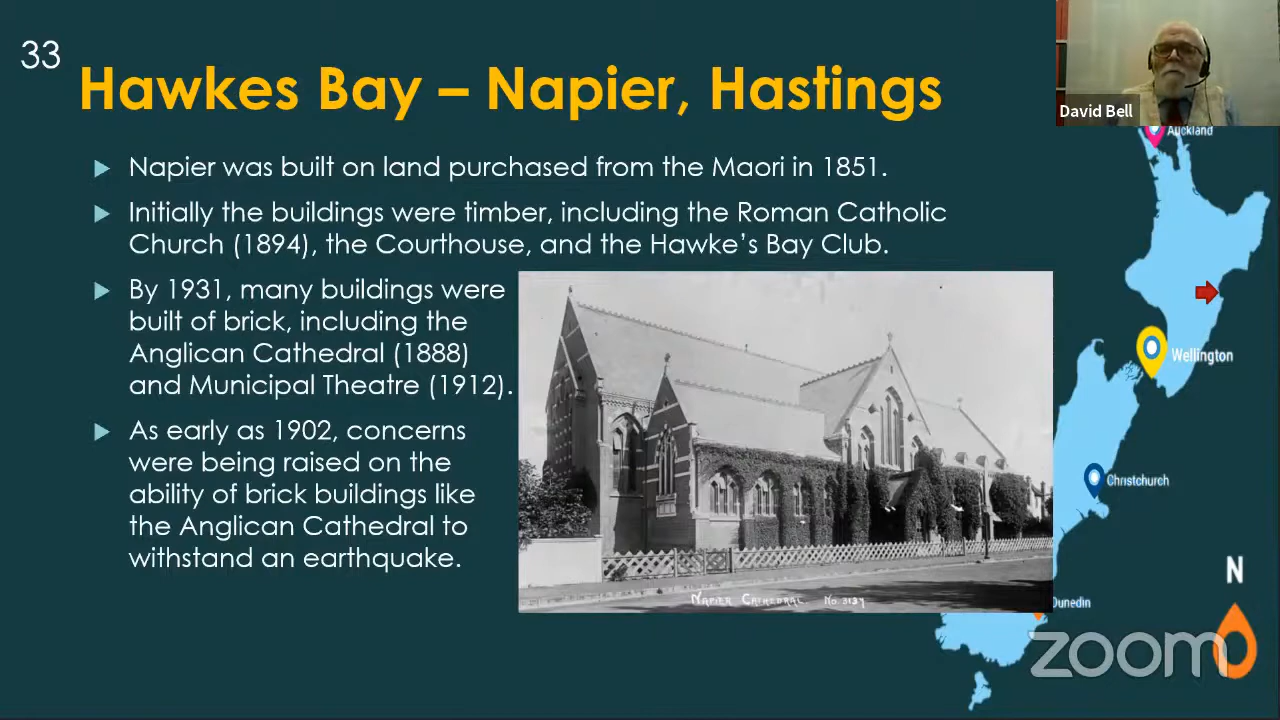 33
Hawkes Bay – Napier, Hastings
David Bell
Auckland
Napier was built on land purchased from the Maori in 1851.
Initially the buildings were timber, including the Roman Catholic
Church (1894), the Courthouse, and the Hawke’s Bay Club.
By 1931, many buildings were
built of brick, including the
Anglican Cathedral (1888)
and Municipal Theatre (1912).
As early as 1902, concerns
were being raised on the
ability of brick buildings like
the Anglican Cathedral to
withstand an earthquake.
Wellington
Christchurch
N
NAPIER CATHEDRAL. No. 3137
Dunedin
zoom